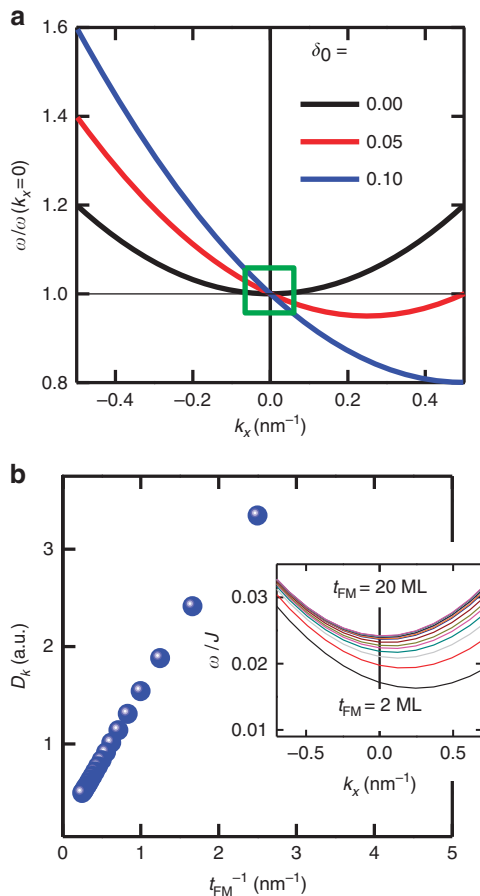 a
ω/ω(kₓ=0)
1.6
1.4
1.2
1.0
0.8
δ₀ =
0.00
0.05
0.10
−0.4
−0.2
0.0
0.2
0.4
kₓ (nm⁻¹)
b
Dₖ (a.u.)
3
2
1
0
1
2
3
4
5
t_FM⁻¹ (nm⁻¹)
ω/J
0.03
0.02
0.01
t_FM = 20 ML
t_FM = 2 ML
−0.5
0.0
0.5
kₓ (nm⁻¹)